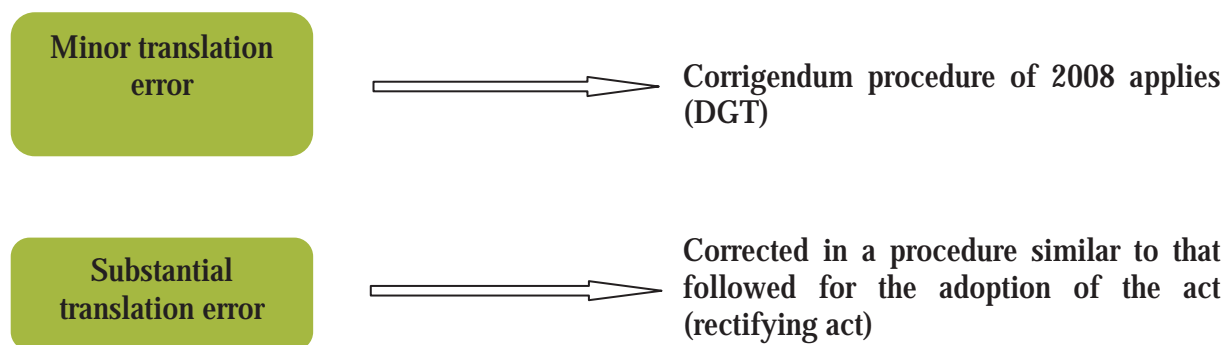 Minor translation
error
Corrigendum procedure of 2008 applies
(DGT)
Substantial
translation error
Corrected in a procedure similar to that
followed for the adoption of the act
(rectifying act)